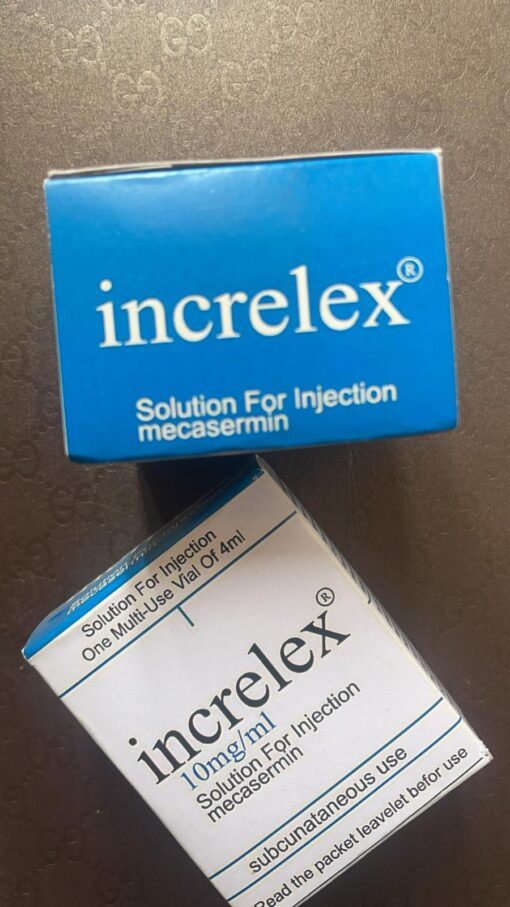 increlex®
Solution For Injection
mecasermin
Solution For Injection
One Multi-Use Vial Of 4ml
increlex®
10mg/ml
Solution For Injection
mecasermin
subcunataneous use
Read the packet leavelet befor use